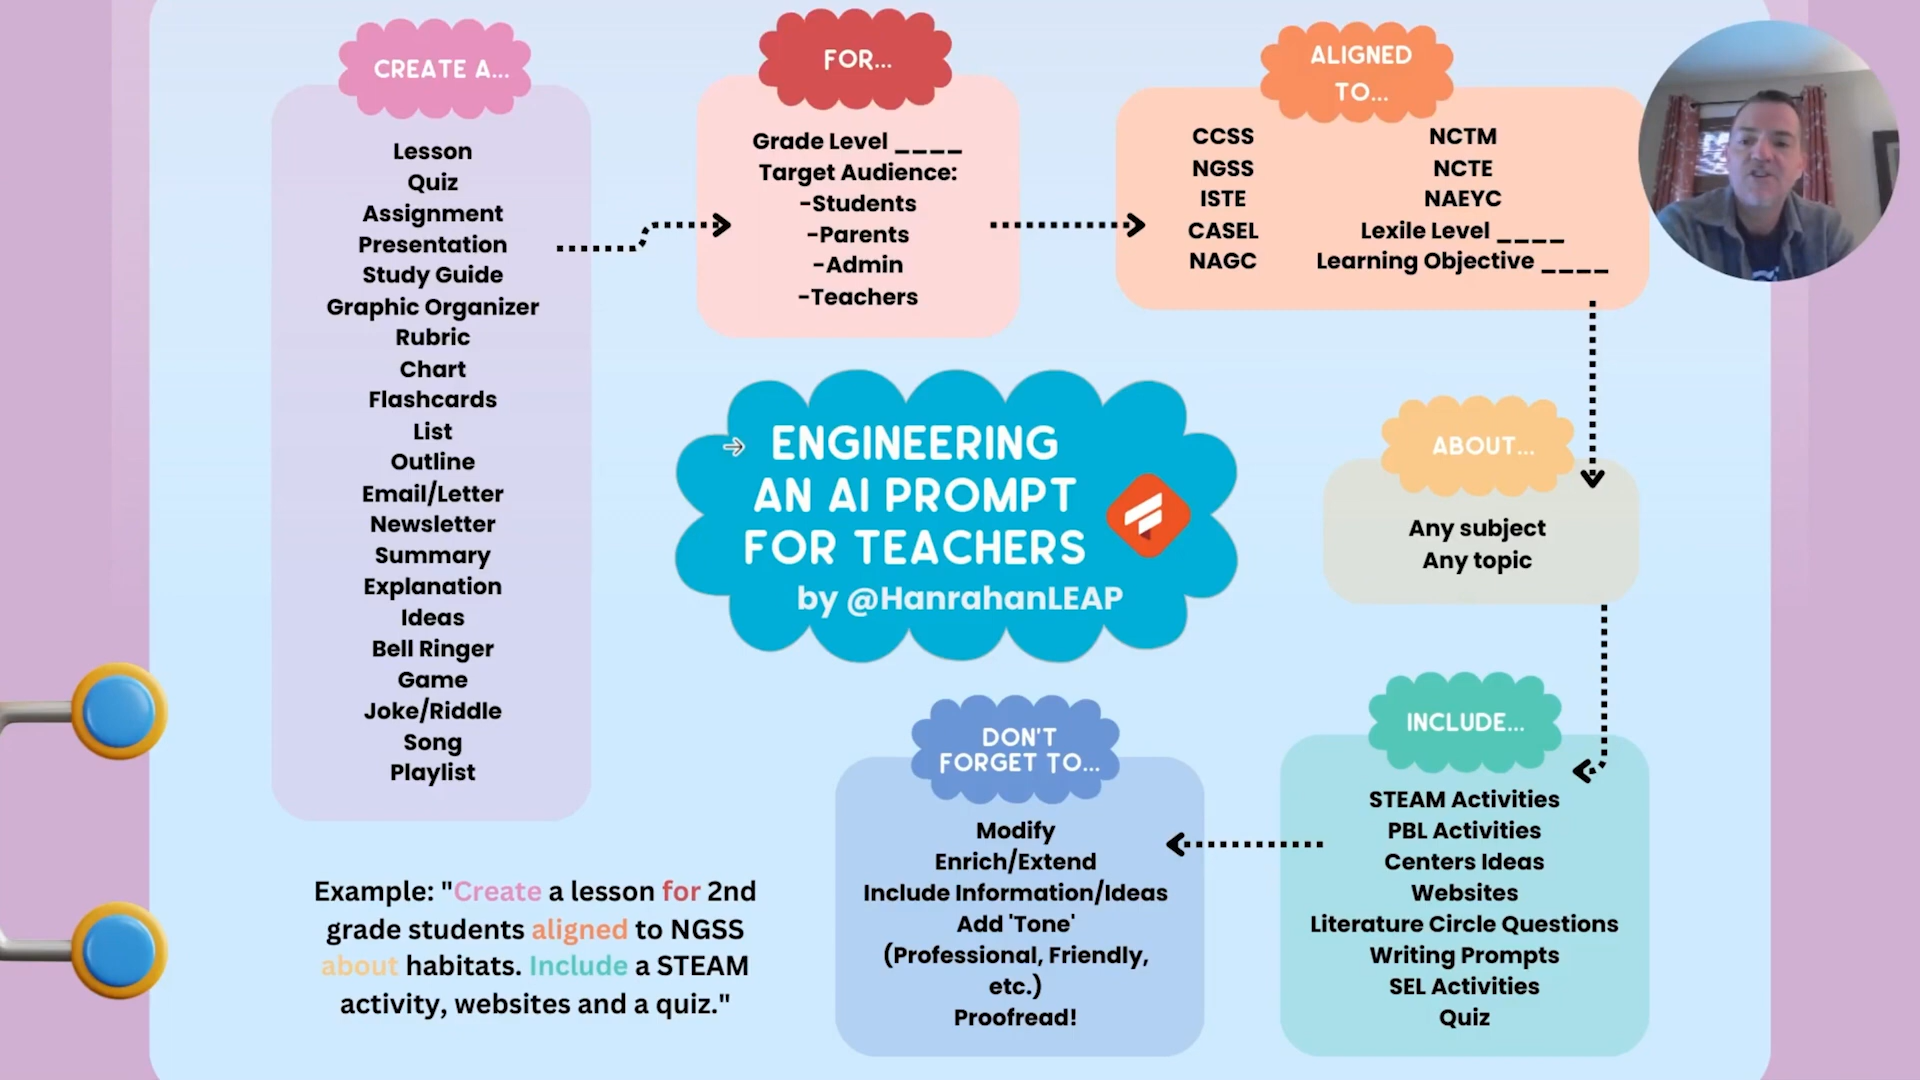 CREATE A...
Lesson
Quiz
Assignment
Presentation
Study Guide
Graphic Organizer
Rubric
Chart
Flashcards
List
Outline
Email/Letter
Newsletter
Summary
Explanation
Ideas
Bell Ringer
Game
Joke/Riddle
Song
Playlist
FOR...
Grade Level ____
Target Audience:
-Students
-Parents
-Admin
-Teachers
ALIGNED
TO...
CCSS
NGSS
ISTE
CASEL
NAGC
NCTM
NCTE
NAEYC
Lexile Level ____
Learning Objective ____
ENGINEERING
AN AI PROMPT
FOR TEACHERS
by @HanrahanLEAP
ABOUT...
Any subject
Any topic
INCLUDE...
STEAM Activities
PBL Activities
Centers Ideas
Websites
Literature Circle Questions
Writing Prompts
SEL Activities
Quiz
DON'T
FORGET TO...
Modify
Enrich/Extend
Include Information/Ideas
Add 'Tone'
(Professional, Friendly,
etc.)
Proofread!
Example: "Create a lesson for 2nd
grade students aligned to NGSS
about habitats. Include a STEAM
activity, websites and a quiz."